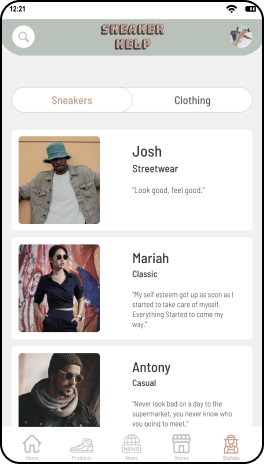 12:21
SNEAKER
HELP
Sneakers
Clothing
Josh
Streetwear
"Look good, feel good."
Mariah
Classic
"My self esteem got up as soon as I
started to take care of myself.
Everything Started to come my
way."
Antony
Casual
"Never look bad on a day to the
supermarket, you never know who
you going to meet."
Home
Products
NEWS
News
Stores
Stylists